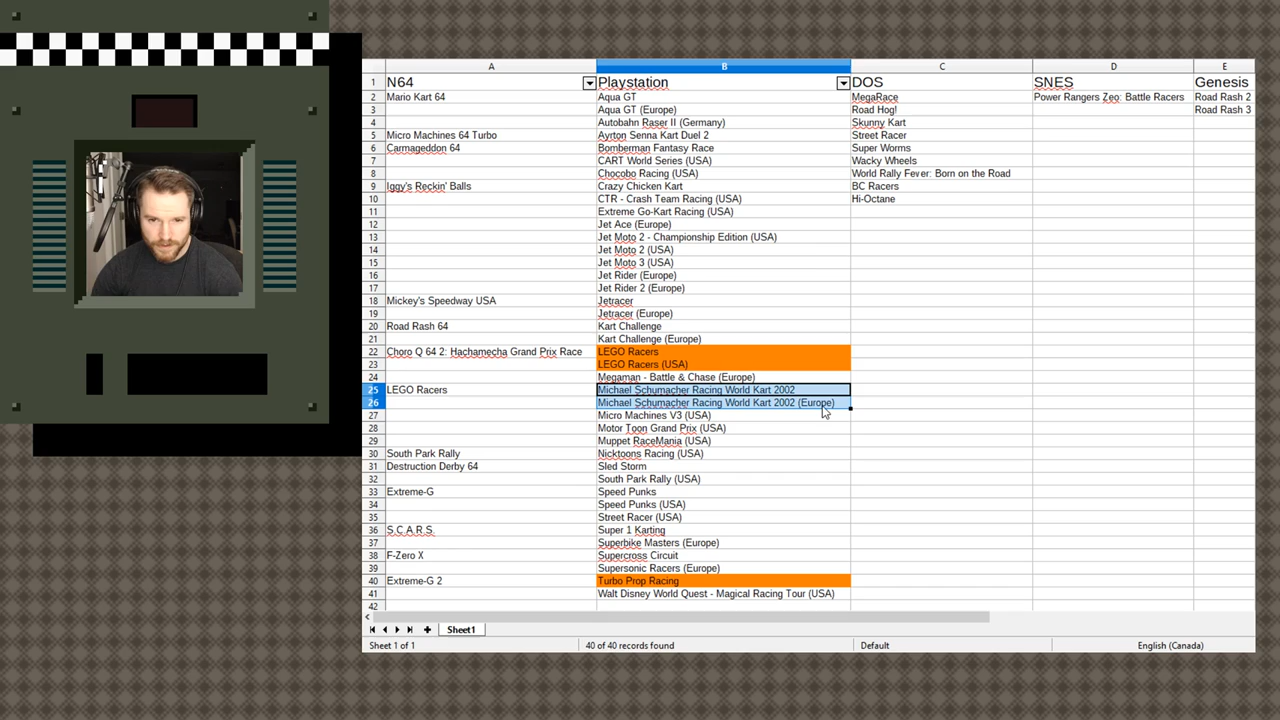 A B C D E
1 N64 Playstation DOS SNES Genesis
2 Mario Kart 64 Aqua GT MegaRace Power Rangers Zeo: Battle Racers Road Rash 2
3 Aqua GT (Europe) Road Hog! Road Rash 3
4 Autobahn Raser II (Germany) Skunny Kart
5 Micro Machines 64 Turbo Ayrton Senna Kart Duel 2 Street Racer
6 Carmageddon 64 Bomberman Fantasy Race Super Worms
7 CART World Series (USA) Wacky Wheels
8 Chocobo Racing (USA) World Rally Fever: Born on the Road
9 Iggy's Reckin' Balls Crazy Chicken Kart BC Racers
10 CTR - Crash Team Racing (USA) Hi-Octane
11 Extreme Go-Kart Racing (USA)
12 Jet Ace (Europe)
13 Jet Moto 2 - Championship Edition (USA)
14 Jet Moto 2 (USA)
15 Jet Moto 3 (USA)
16 Jet Rider (Europe)
17 Jet Rider 2 (Europe)
18 Mickey's Speedway USA Jetracer
19 Jetracer (Europe)
20 Road Rash 64 Kart Challenge
21 Kart Challenge (Europe)
22 Choro Q 64 2: Hachamecha Grand Prix Race LEGO Racers
23 LEGO Racers (USA)
24 Megaman - Battle & Chase (Europe)
25 LEGO Racers Michael Schumacher Racing World Kart 2002
26 Michael Schumacher Racing World Kart 2002 (Europe)
27 Micro Machines V3 (USA)
28 Motor Toon Grand Prix (USA)
29 Muppet RaceMania (USA)
30 South Park Rally Nicktoons Racing (USA)
31 Destruction Derby 64 Sled Storm
32 South Park Rally (USA)
33 Extreme-G Speed Punks
34 Speed Punks (USA)
35 Street Racer (USA)
36 S.C.A.R.S. Super 1 Karting
37 Superbike Masters (Europe)
38 F-Zero X Supercross Circuit
39 Supersonic Racers (Europe)
40 Extreme-G 2 Turbo Prop Racing
41 Walt Disney World Quest - Magical Racing Tour (USA)
42
Sheet1
Sheet 1 of 1 40 of 40 records found Default English (Canada)